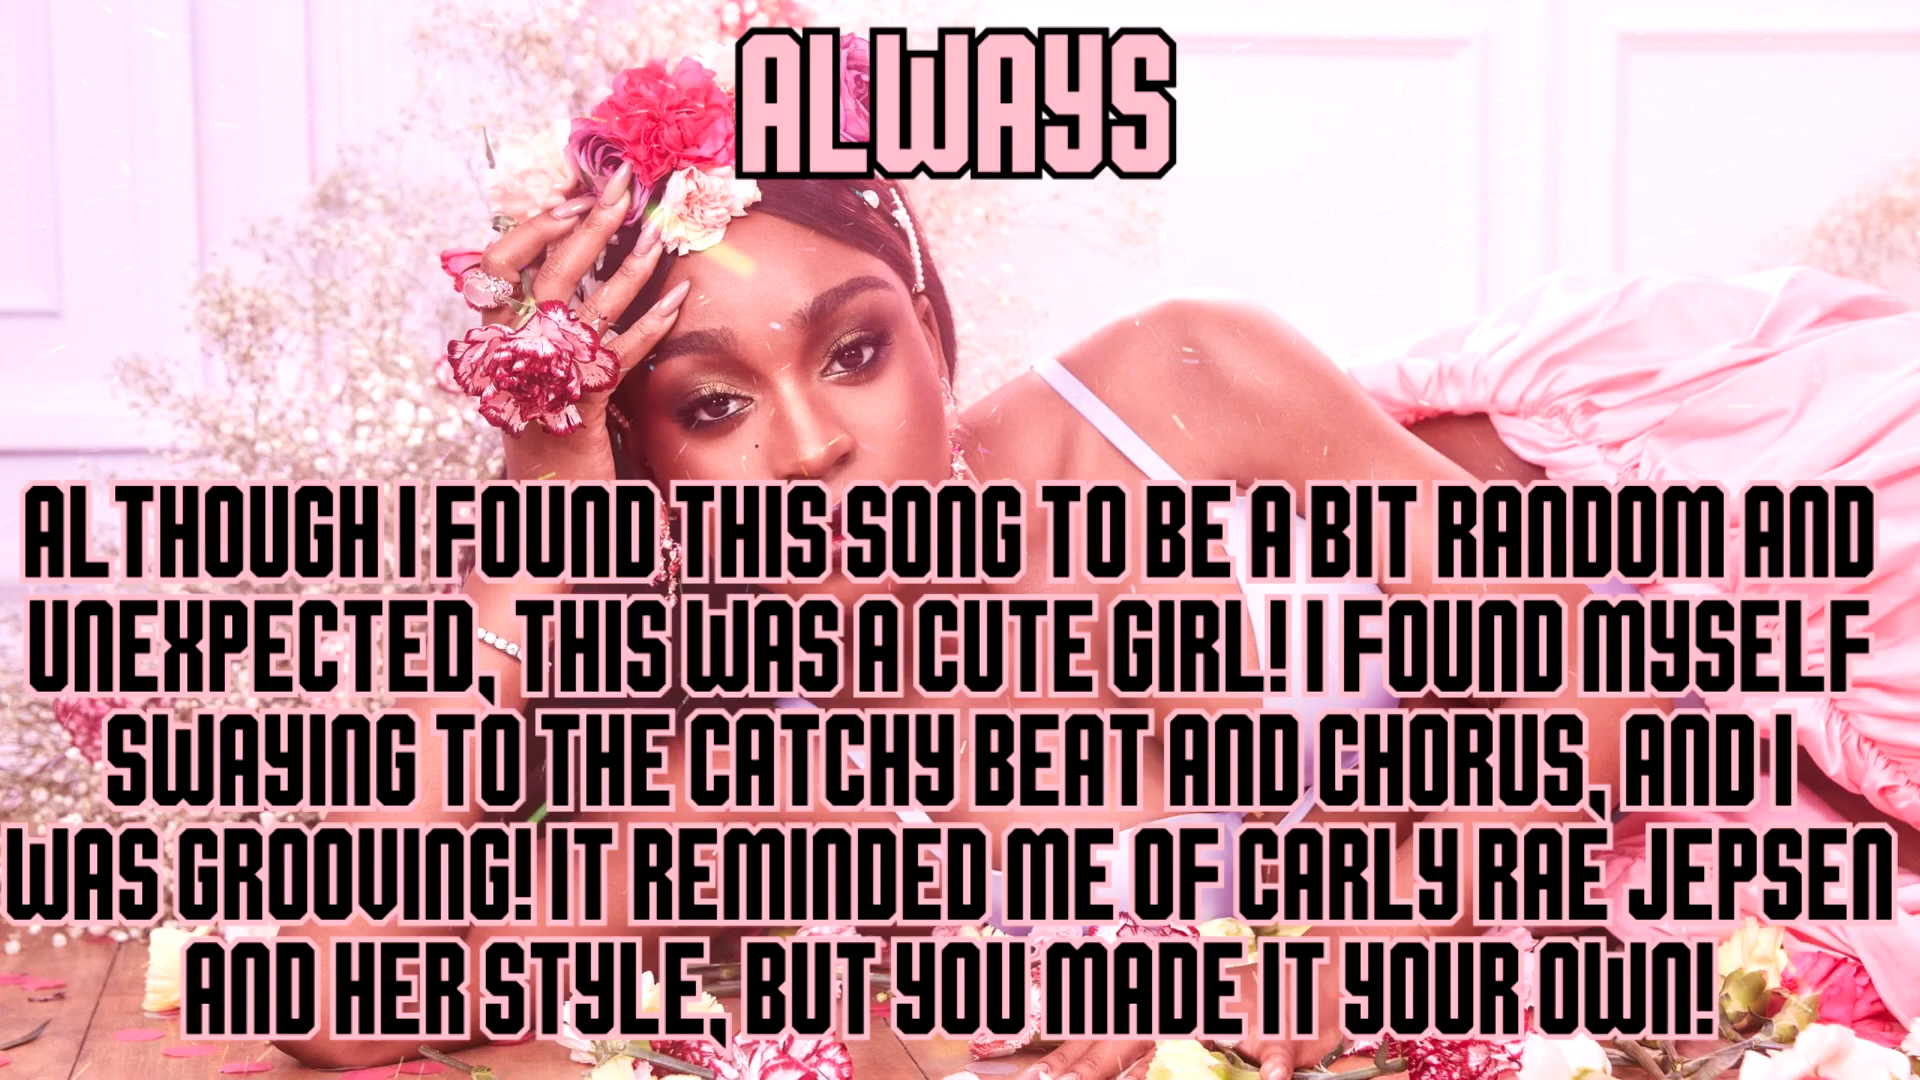 ALWAYS
ALTHOUGH I FOUND THIS SONG TO BE A BIT RANDOM AND
UNEXPECTED, THIS WAS A CUTE GIRL! I FOUND MYSELF
SWAYING TO THE CATCHY BEAT AND CHORUS, AND I
WAS GROOVING! IT REMINDED ME OF CARLY RAE JEPSEN
AND HER STYLE, BUT YOU MADE IT YOUR OWN!